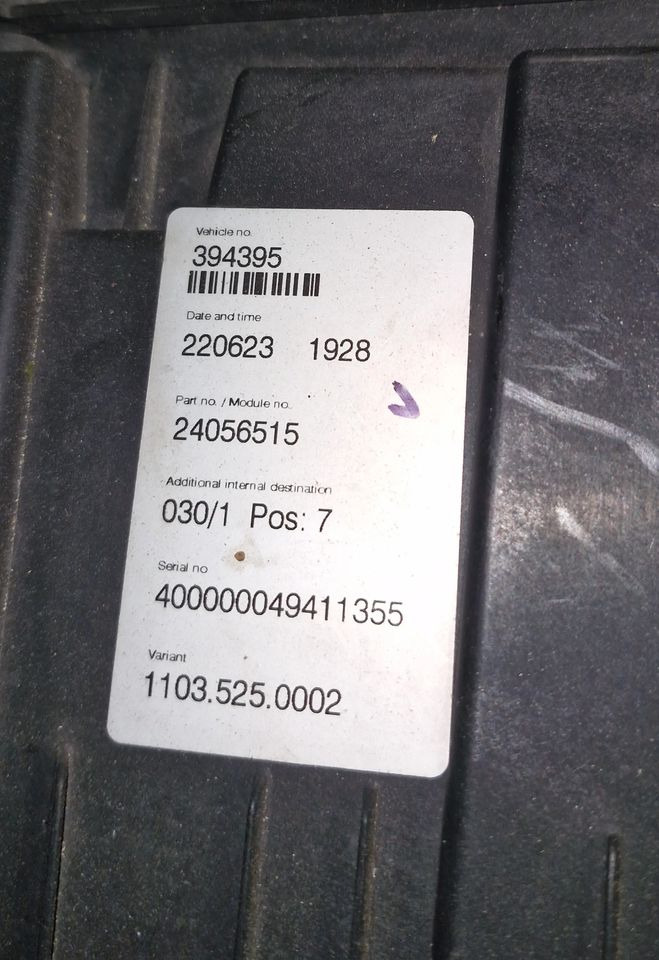 Vehicle no.
394395
Date and time
220623 1928
Part no. / Module no.
24056515
Additional internal destination
030/1 Pos: 7
Serial no
400000049411355
Variant
1103.525.0002